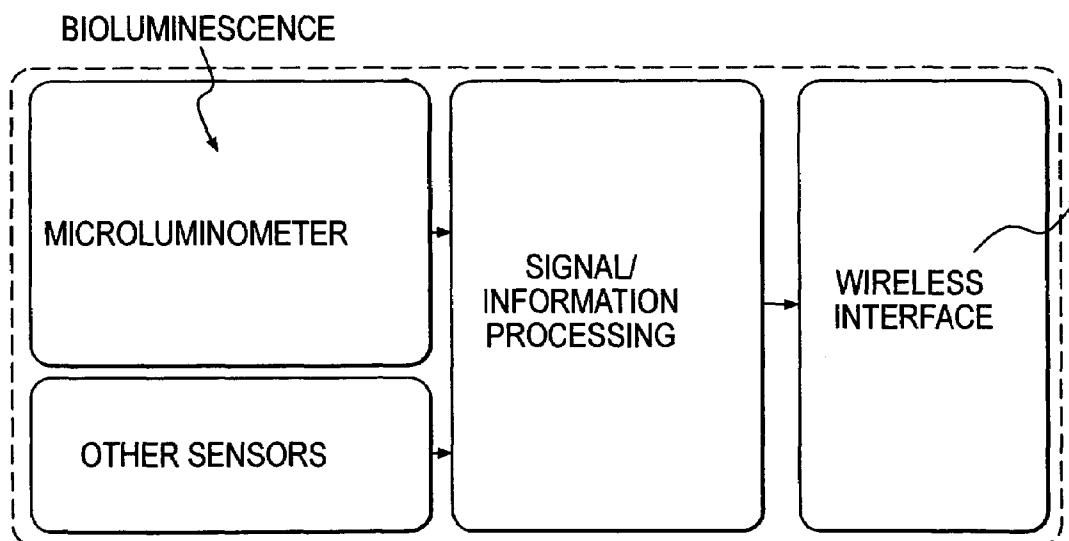 BIOLUMINESCENCE
MICROLUMINOMETER
OTHER SENSORS
SIGNAL/
INFORMATION
PROCESSING
WIRELESS
INTERFACE